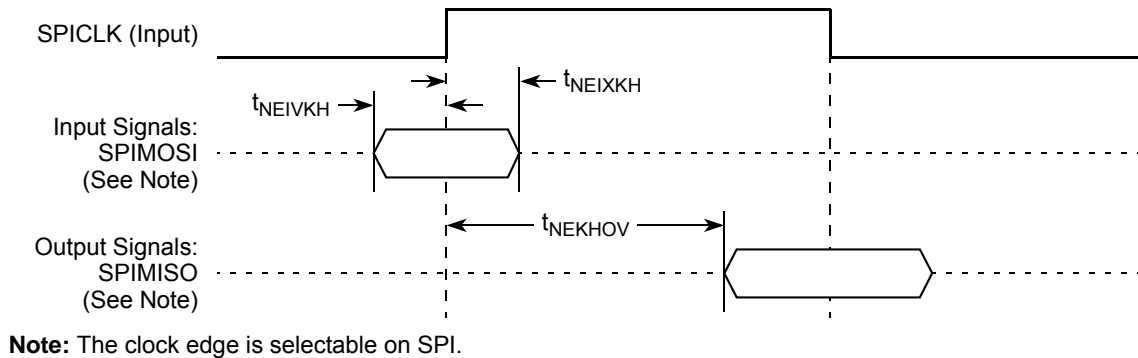 SPICLK (Input)
tNEIXKH
tNEIVKH
Input Signals:
SPIMOSI
(See Note)
tNEKHOV
Output Signals:
SPIMISO
(See Note)
Note: The clock edge is selectable on SPI.